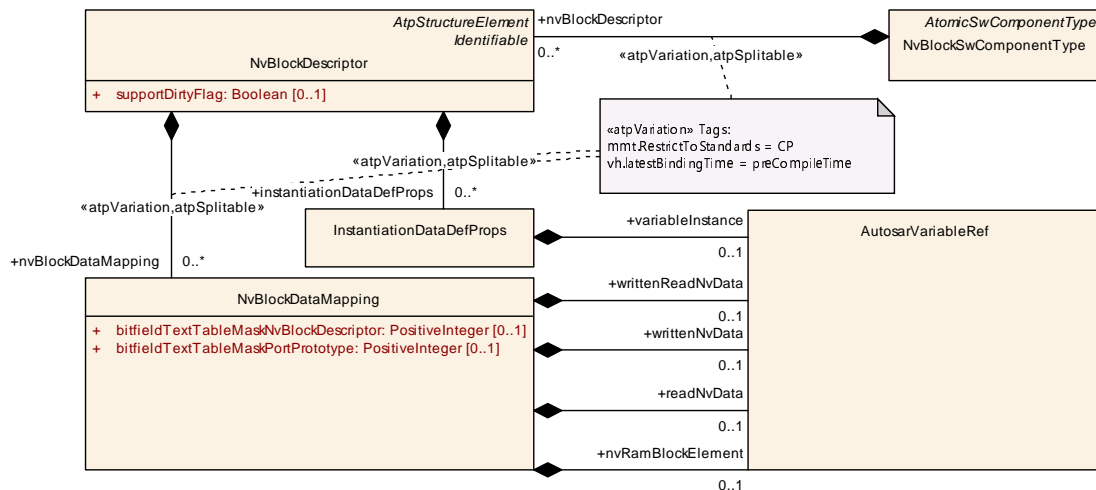 AtpStructureElement
Identifiable
NvBlockDescriptor
+ supportDirtyFlag: Boolean [0..1]
+nvBlockDescriptor
0..*
«atpVariation,atpSplitable»
AtomicSwComponentType
NvBlockSwComponentType
«atpVariation» Tags:
mmt.RestrictToStandards = CP
vh.latestBindingTime = preCompileTime
«atpVariation,atpSplitable»
+instantiationDataDefProps
0..*
«atpVariation,atpSplitable»
+nvBlockDataMapping
0..*
InstantiationDataDefProps
+variableInstance
0..1
AutosarVariableRef
NvBlockDataMapping
+ bitfieldTextTableMaskNvBlockDescriptor: PositiveInteger [0..1]
+ bitfieldTextTableMaskPortPrototype: PositiveInteger [0..1]
+writtenReadNvData
0..1
+writtenNvData
0..1
+readNvData
0..1
+nvRamBlockElement
0..1